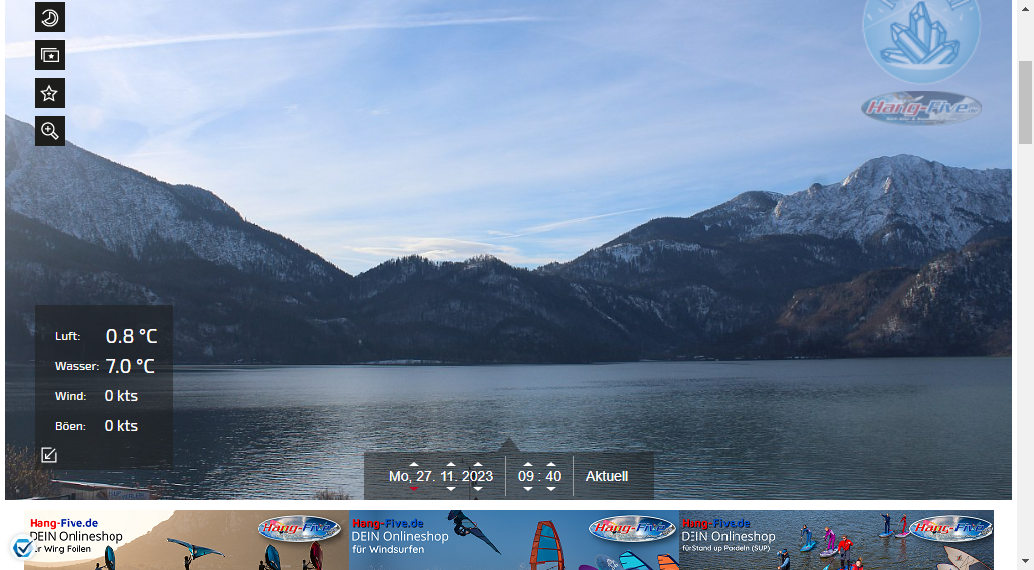 Hang-Five
Luft: 0.8 °C
Wasser: 7.0 °C
Wind: 0 kts
Böen: 0 kts
Mo, 27. 11. 2023 09 : 40 Aktuell
Hang-Five.de
DEIN Onlineshop
für Wing Foilen
Hang-Five
Hang-Five.de
DEIN Onlineshop
für Windsurfen
Hang-Five
Hang-Five.de
DEIN Onlineshop
für Stand up Paddeln (SUP)
Hang-Five